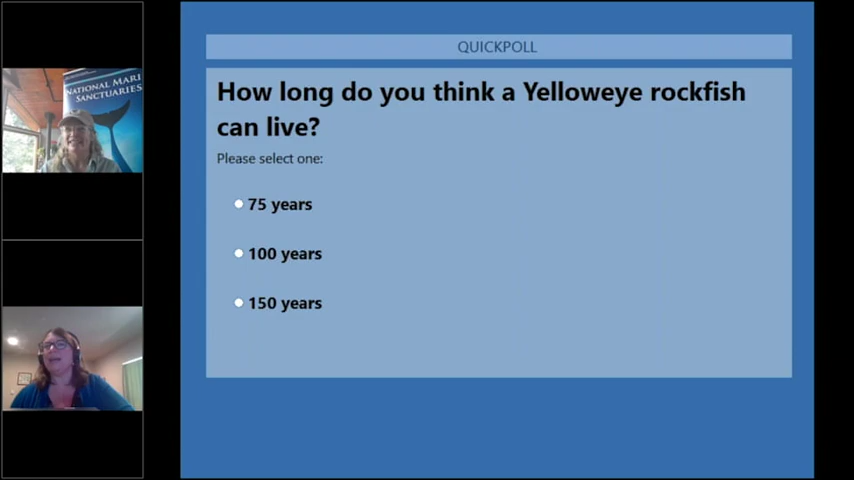 NATIONAL MARI
SANCTUARIES
QUICKPOLL
How long do you think a Yelloweye rockfish
can live?
Please select one:
75 years
100 years
150 years